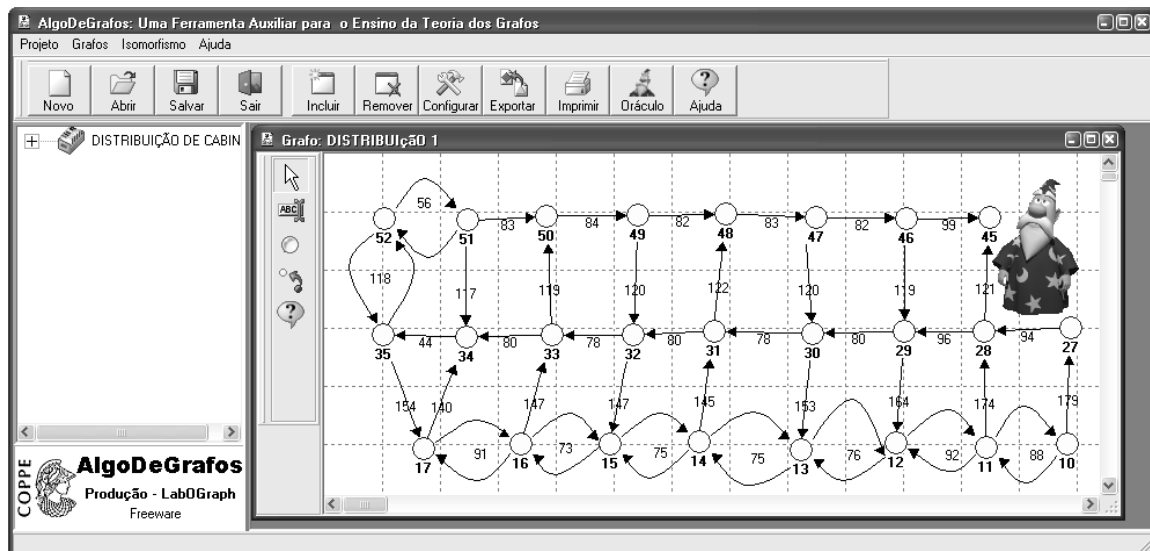 AlgoDeGrafos: Uma Ferramenta Auxiliar para o Ensino da Teoria dos Grafos
Projeto Grafos Isomorfismo Ajuda
Novo Abrir Salvar Sair Incluir Remover Configurar Exportar Imprimir Oráculo Ajuda
DISTRIBUIÇÃO DE CABIN
Grafo: DISTRIBUIçãO 1
ABC
56
83 84 82 83 82 99
52 51 50 49 48 47 46 45
118 117 119 120 122 120 119 121
44 80 78 80 78 80 96 94
35 34 33 32 31 30 29 28 27
154 140 147 147 145 153 164 174 179
91 73 75 75 76 92 88
17 16 15 14 13 12 11 10
COPPE
AlgoDeGrafos
Produção - LabOGraph
Freeware